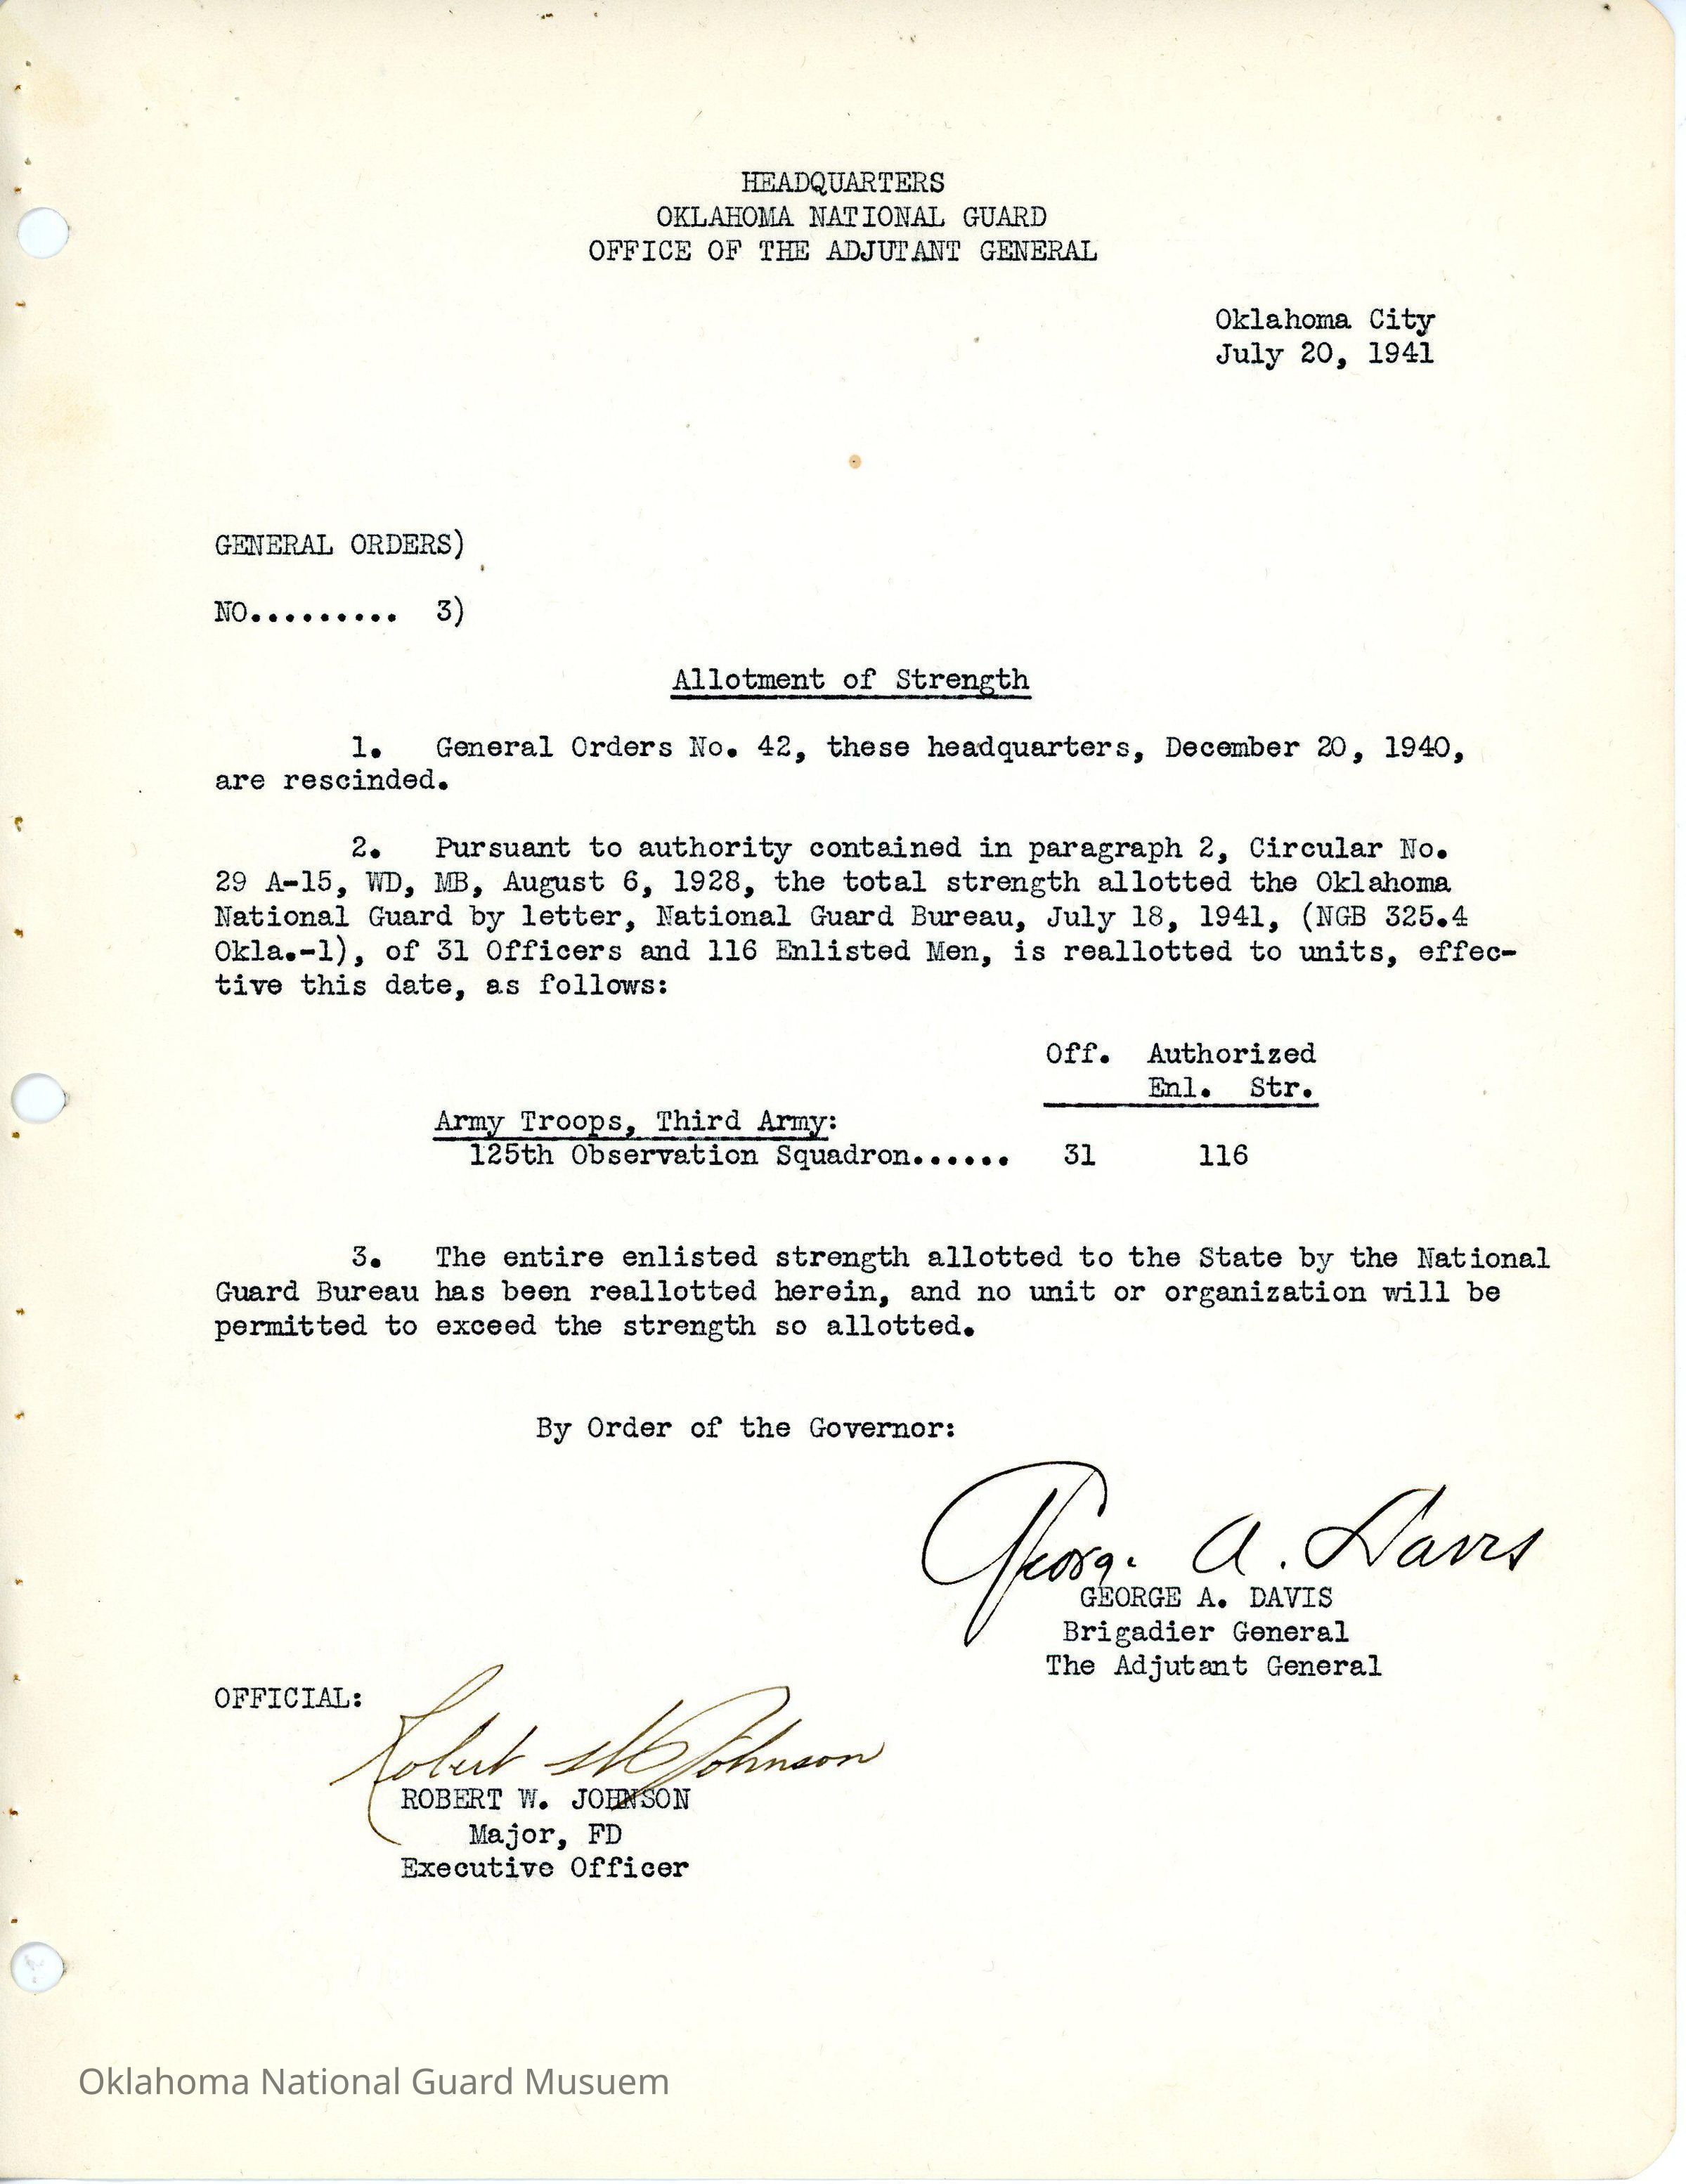 HEADQUARTERS
OKLAHOMA NATIONAL GUARD
OFFICE OF THE ADJUTANT GENERAL
Oklahoma City
July 20, 1941
GENERAL ORDERS)
NO......... 3)
Allotment of Strength
1. General Orders No. 42, these headquarters, December 20, 1940,
are rescinded.
2. Pursuant to authority contained in paragraph 2, Circular No.
29 A-15, WD, MB, August 6, 1928, the total strength allotted the Oklahoma
National Guard by letter, National Guard Bureau, July 18, 1941, (NGB 325.4
Okla.-1), of 31 Officers and 116 Enlisted Men, is reallotted to units, effec-
tive this date, as follows:
Off. Authorized
Enl. Str.
Army Troops, Third Army:
125th Observation Squadron...... 31 116
3. The entire enlisted strength allotted to the State by the National
Guard Bureau has been reallotted herein, and no unit or organization will be
permitted to exceed the strength so allotted.
By Order of the Governor:
George A. Davis
GEORGE A. DAVIS
Brigadier General
The Adjutant General
OFFICIAL:
Robert W Johnson
ROBERT W. JOHNSON
Major, FD
Executive Officer
Oklahoma National Guard Musuem